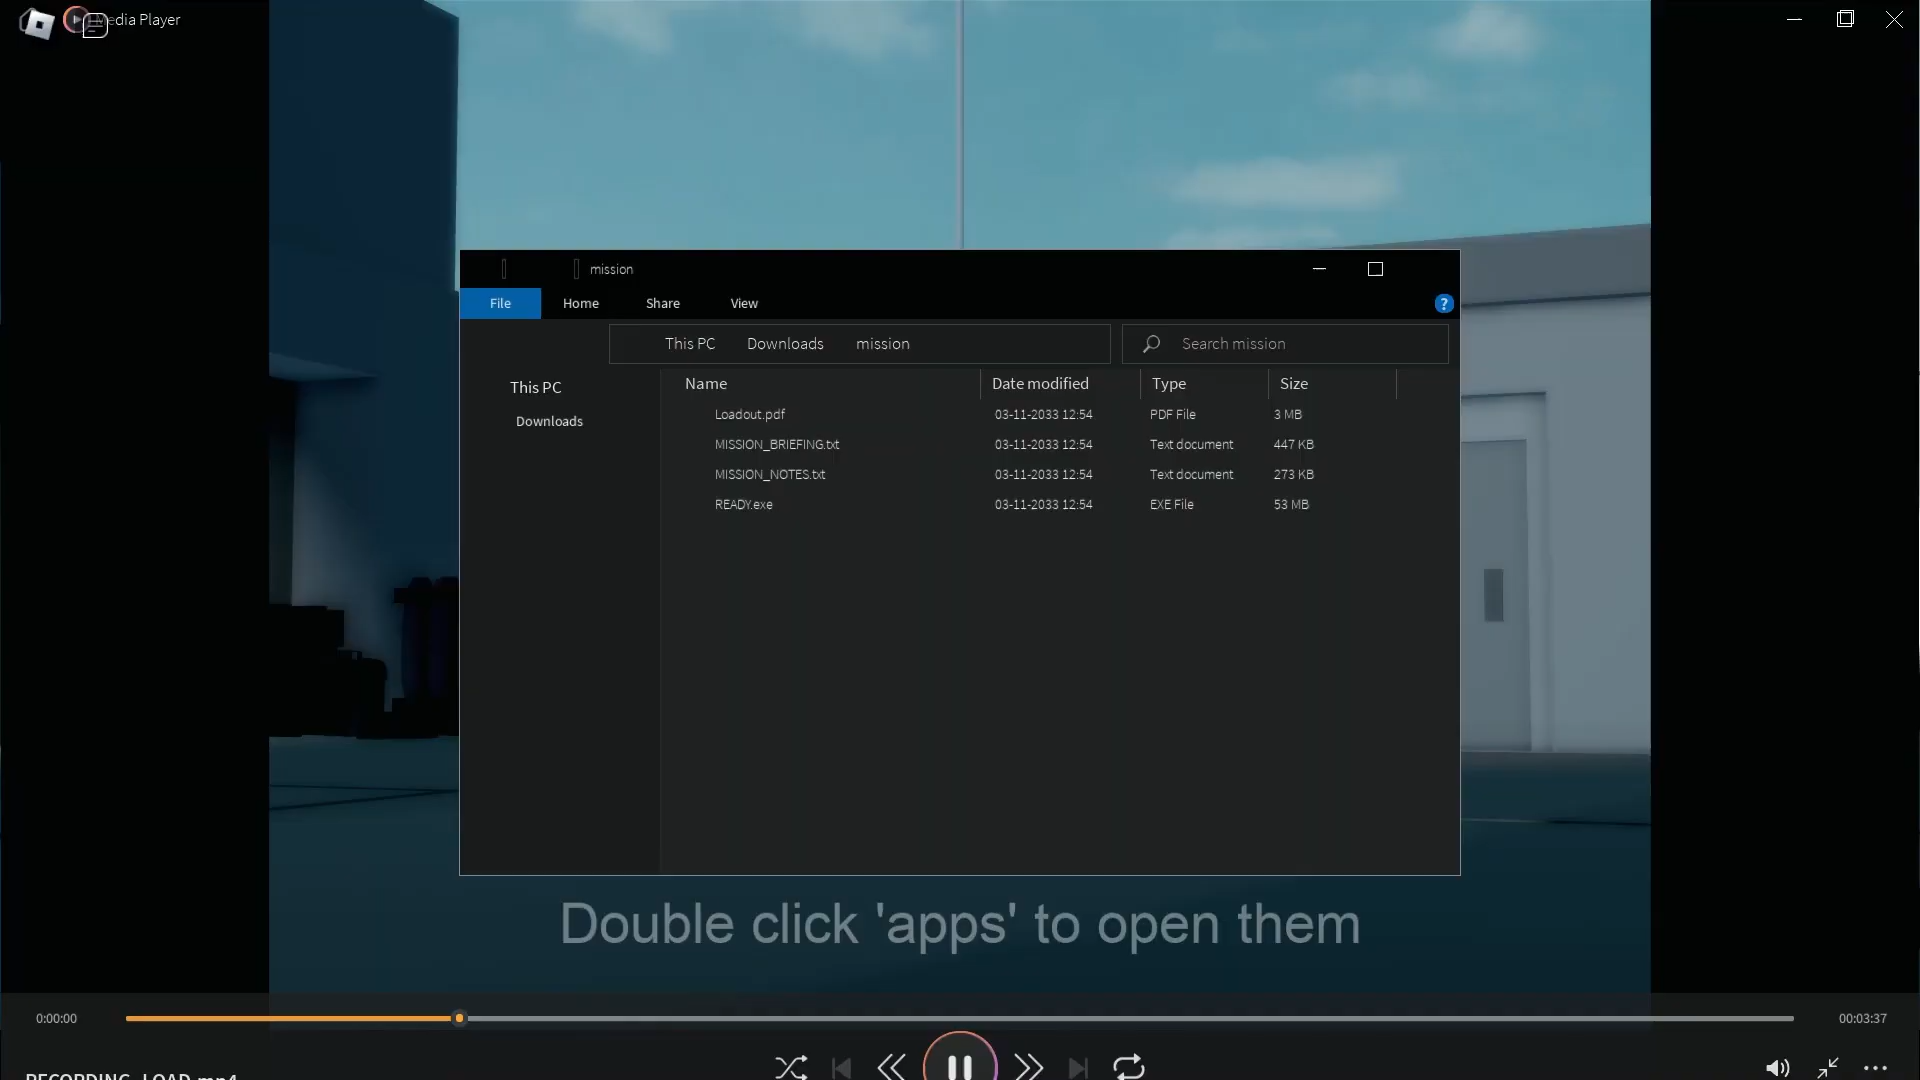 Media Player
mission
File Home Share View ?
This PC Downloads mission Search mission
This PC
Downloads
Name Date modified Type Size
Loadout.pdf 03-11-2033 12:54 PDF File 3 MB
MISSION_BRIEFING.txt 03-11-2033 12:54 Text document 447 KB
MISSION_NOTES.txt 03-11-2033 12:54 Text document 273 KB
READY.exe 03-11-2033 12:54 EXE File 53 MB
Double click 'apps' to open them
0:00:00 00:03:37
RECORDING_LOAD.mp4